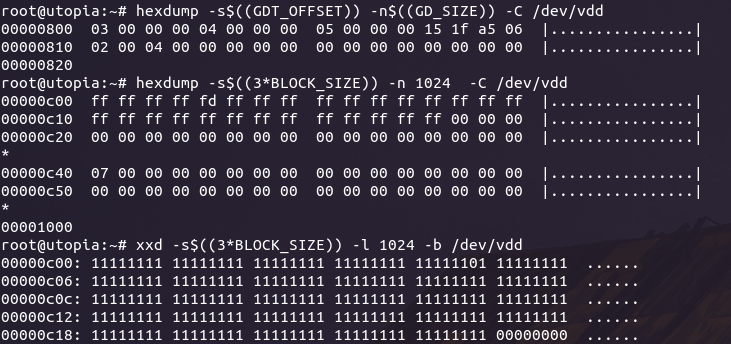 root@utopia:~# hexdump -s$((GDT_OFFSET)) -n$((GD_SIZE)) -C /dev/vdd
00000800  03 00 00 00 04 00 00 00  05 00 00 00 15 1f a5 06  |................|
00000810  02 00 04 00 00 00 00 00  00 00 00 00 00 00 00 00  |................|
00000820
root@utopia:~# hexdump -s$((3*BLOCK_SIZE)) -n 1024  -C /dev/vdd
00000c00  ff ff ff ff fd ff ff ff  ff ff ff ff ff ff ff ff  |................|
00000c10  ff ff ff ff ff ff ff ff  ff ff ff ff ff 00 00 00  |................|
00000c20  00 00 00 00 00 00 00 00  00 00 00 00 00 00 00 00  |................|
*
00000c40  07 00 00 00 00 00 00 00  00 00 00 00 00 00 00 00  |................|
00000c50  00 00 00 00 00 00 00 00  00 00 00 00 00 00 00 00  |................|
*
00001000
root@utopia:~# xxd -s$((3*BLOCK_SIZE)) -l 1024 -b /dev/vdd
00000c00: 11111111 11111111 11111111 11111111 11111101 11111111  ......
00000c06: 11111111 11111111 11111111 11111111 11111111 11111111  ......
00000c0c: 11111111 11111111 11111111 11111111 11111111 11111111  ......
00000c12: 11111111 11111111 11111111 11111111 11111111 11111111  ......
00000c18: 11111111 11111111 11111111 11111111 11111111 00000000  ......